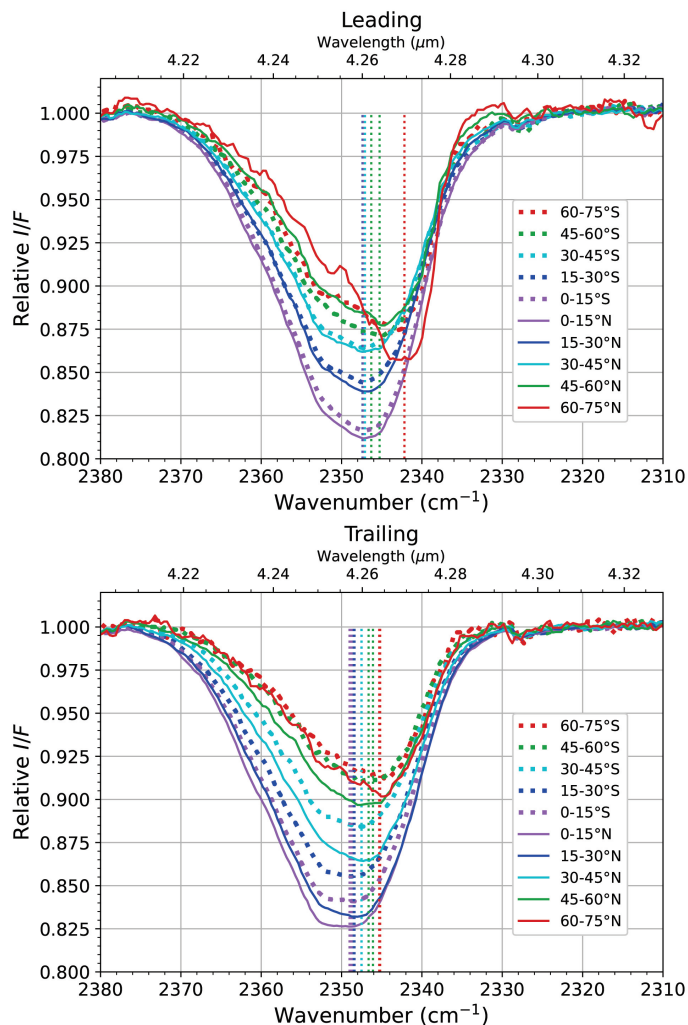 Leading
Wavelength (μm)
4.22 4.24 4.26 4.28 4.30 4.32
1.000
0.975
0.950
0.925
0.900
0.875
0.850
0.825
0.800
Relative I/F
60-75°S
45-60°S
30-45°S
15-30°S
0-15°S
0-15°N
15-30°N
30-45°N
45-60°N
60-75°N
2380 2370 2360 2350 2340 2330 2320 2310
Wavenumber (cm⁻¹)
Trailing
Wavelength (μm)
4.22 4.24 4.26 4.28 4.30 4.32
1.000
0.975
0.950
0.925
0.900
0.875
0.850
0.825
0.800
Relative I/F
60-75°S
45-60°S
30-45°S
15-30°S
0-15°S
0-15°N
15-30°N
30-45°N
45-60°N
60-75°N
2380 2370 2360 2350 2340 2330 2320 2310
Wavenumber (cm⁻¹)